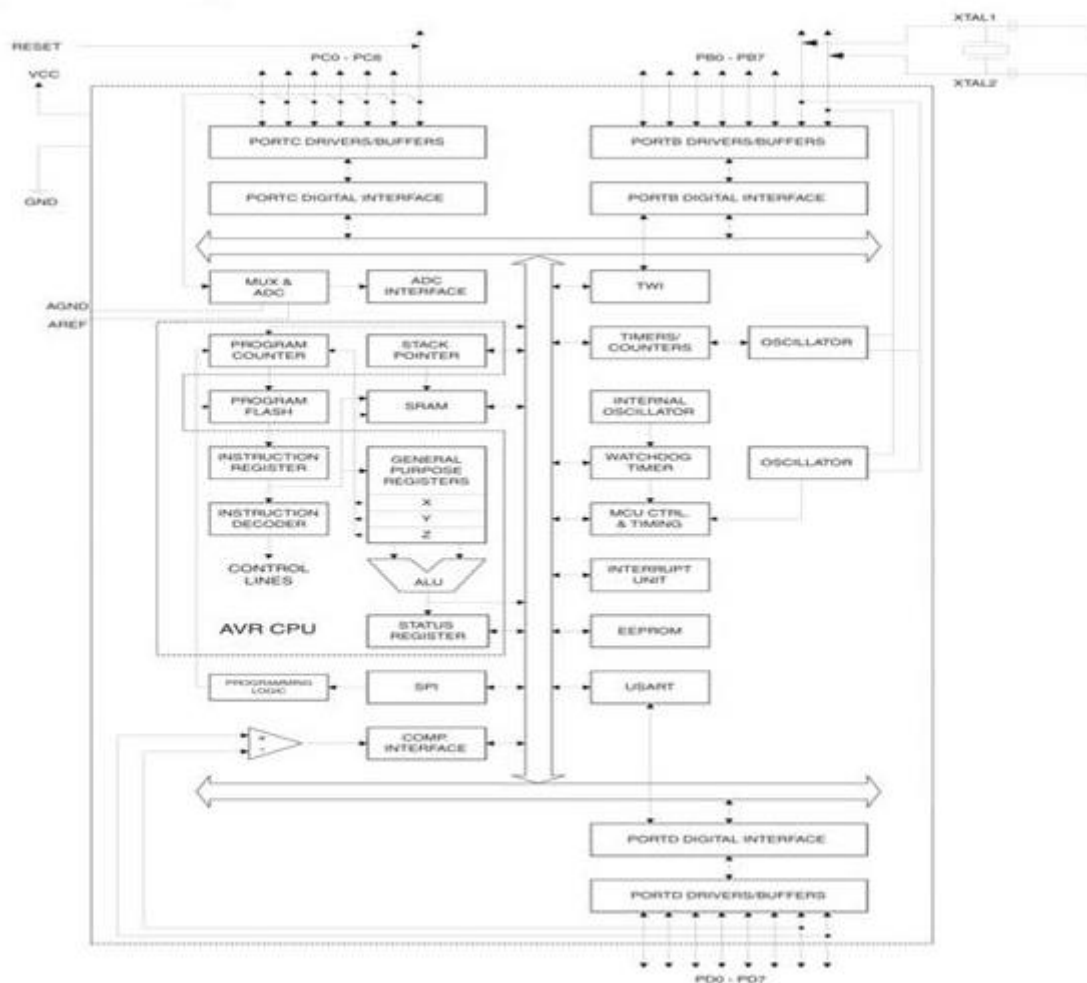 XTAL1
RESET
PC0 - PC6
PB0 - PB7
VCC
XTAL2
PORTC DRIVERS/BUFFERS
PORTB DRIVERS/BUFFERS
PORTC DIGITAL INTERFACE
PORTB DIGITAL INTERFACE
GND
MUX &
ADC
ADC
INTERFACE
TWI
AGND
AREF
PROGRAM
COUNTER
STACK
POINTER
TIMERS/
COUNTERS
OSCILLATOR
PROGRAM
FLASH
SRAM
INTERNAL
OSCILLATOR
INSTRUCTION
REGISTER
GENERAL
PURPOSE
REGISTERS
WATCHDOG
TIMER
OSCILLATOR
X
Y
Z
INSTRUCTION
DECODER
MCU CTRL.
& TIMING
CONTROL
LINES
ALU
INTERRUPT
UNIT
AVR CPU
STATUS
REGISTER
EEPROM
PROGRAMMING
LOGIC
SPI
USART
+
-
COMP.
INTERFACE
PORTD DIGITAL INTERFACE
PORTD DRIVERS/BUFFERS
PD0 - PD7